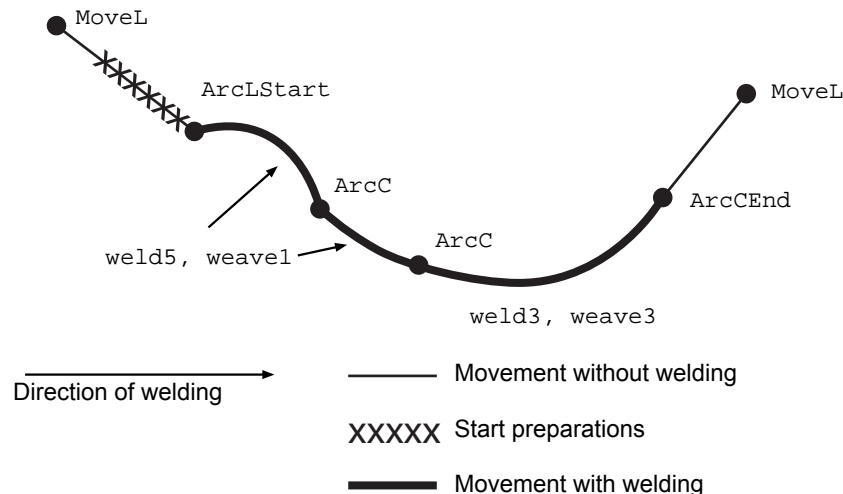 MoveL
ArcLStart
MoveL
ArcC
ArcCEnd
ArcC
weld5, weave1
weld3, weave3
Direction of welding
Movement without welding
XXXXX Start preparations
Movement with welding